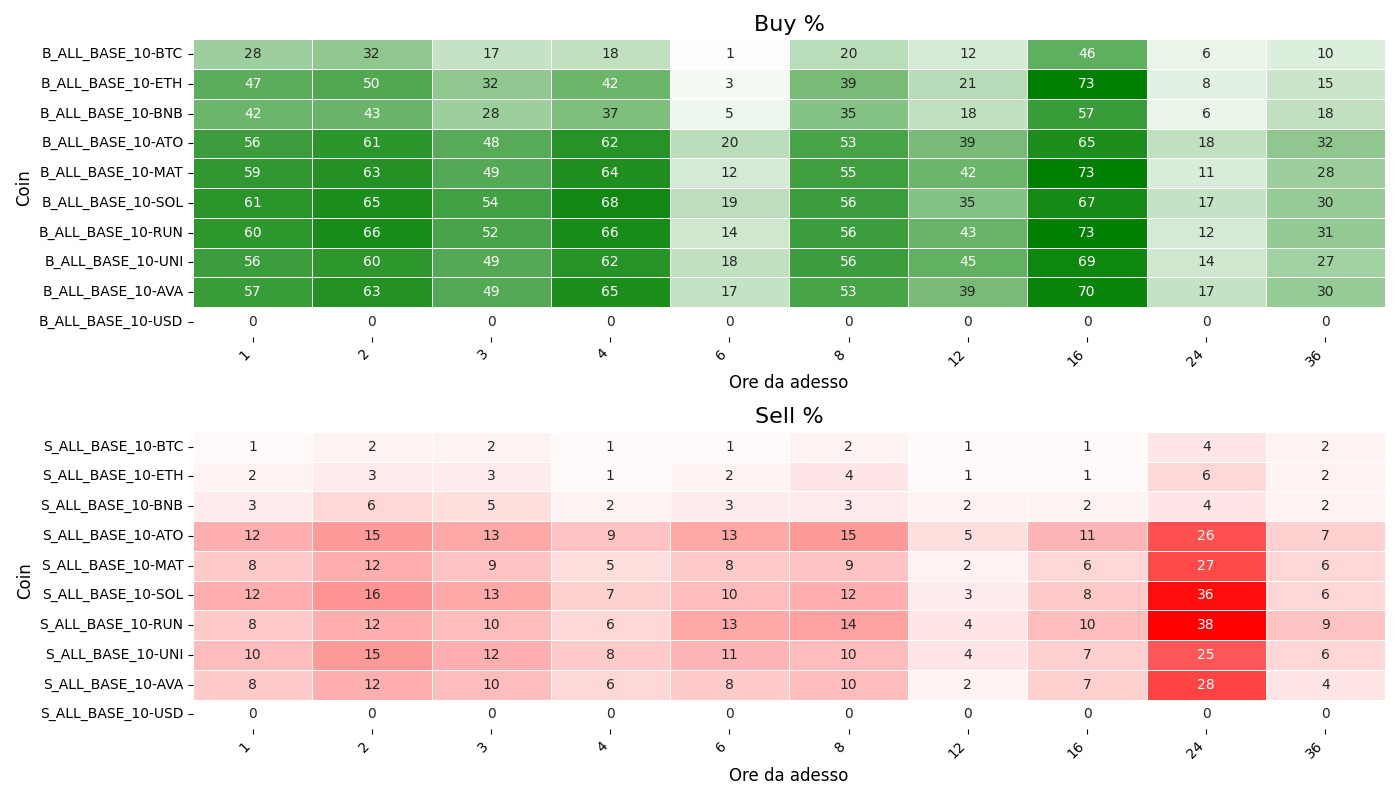 Buy %
Coin
B_ALL_BASE_10-BTC 28 32 17 18 1 20 12 46 6 10
B_ALL_BASE_10-ETH 47 50 32 42 3 39 21 73 8 15
B_ALL_BASE_10-BNB 42 43 28 37 5 35 18 57 6 18
B_ALL_BASE_10-ATO 56 61 48 62 20 53 39 65 18 32
B_ALL_BASE_10-MAT 59 63 49 64 12 55 42 73 11 28
B_ALL_BASE_10-SOL 61 65 54 68 19 56 35 67 17 30
B_ALL_BASE_10-RUN 60 66 52 66 14 56 43 73 12 31
B_ALL_BASE_10-UNI 56 60 49 62 18 56 45 69 14 27
B_ALL_BASE_10-AVA 57 63 49 65 17 53 39 70 17 30
B_ALL_BASE_10-USD 0 0 0 0 0 0 0 0 0 0
1 2 3 4 6 8 12 16 24 36
Ore da adesso
Sell %
Coin
S_ALL_BASE_10-BTC 1 2 2 1 1 2 1 1 4 2
S_ALL_BASE_10-ETH 2 3 3 1 2 4 1 1 6 2
S_ALL_BASE_10-BNB 3 6 5 2 3 3 2 2 4 2
S_ALL_BASE_10-ATO 12 15 13 9 13 15 5 11 26 7
S_ALL_BASE_10-MAT 8 12 9 5 8 9 2 6 27 6
S_ALL_BASE_10-SOL 12 16 13 7 10 12 3 8 36 6
S_ALL_BASE_10-RUN 8 12 10 6 13 14 4 10 38 9
S_ALL_BASE_10-UNI 10 15 12 8 11 10 4 7 25 6
S_ALL_BASE_10-AVA 8 12 10 6 8 10 2 7 28 4
S_ALL_BASE_10-USD 0 0 0 0 0 0 0 0 0 0
1 2 3 4 6 8 12 16 24 36
Ore da adesso